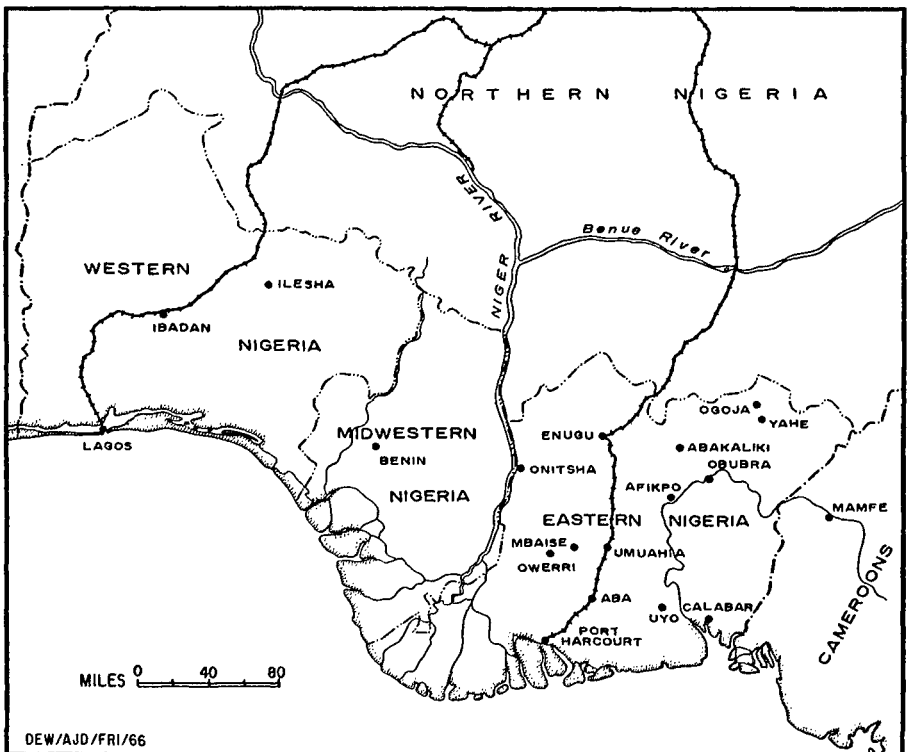 NORTHERN NIGERIA
NIGER RIVER
Benue River
WESTERN
NIGERIA
ILESHA
IBADAN
LAGOS
MIDWESTERN
BENIN
NIGERIA
ENUGU
ONITSHA
OGOJA
YAHE
ABAKALIKI
OBUBRA
AFIKPO
EASTERN NIGERIA
MAMFE
MBAISE
OWERRI
UMUAHIA
ABA
UYO
CALABAR
PORT
HARCOURT
CAMEROONS
MILES 0 40 80
DEW/AJD/FRI/66